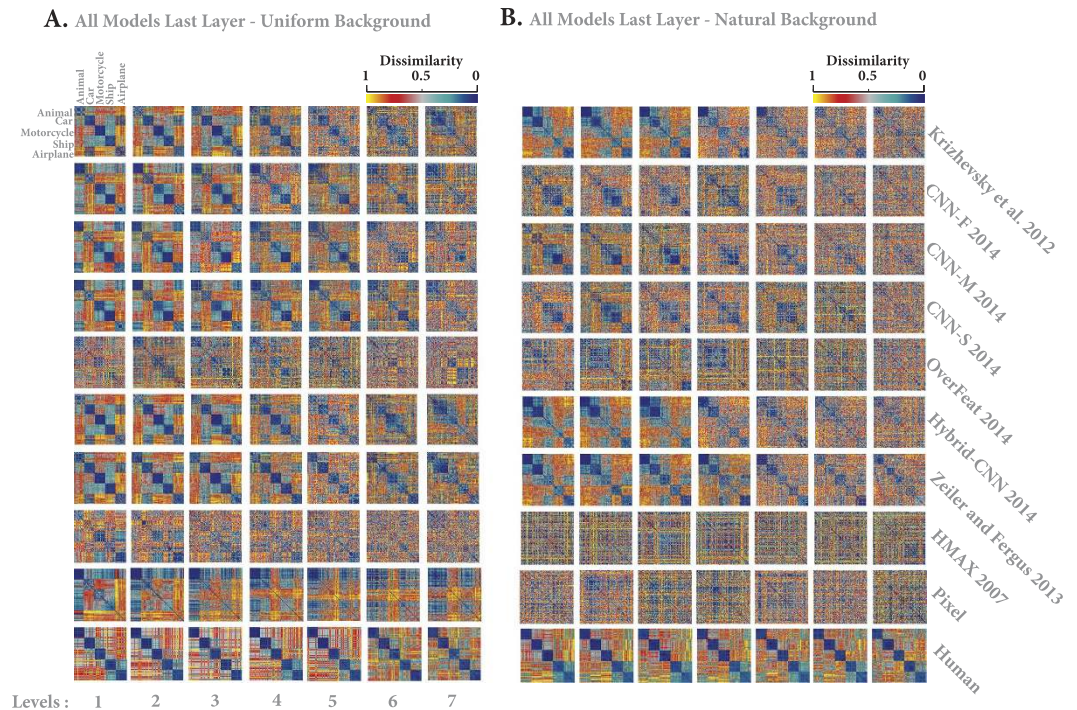 A. All Models Last Layer - Uniform Background
Animal
Car
Motorcycle
Ship
Airplane
Dissimilarity
1 0.5 0
Animal
Car
Motorcycle
Ship
Airplane
Levels : 1 2 3 4 5 6 7
B. All Models Last Layer - Natural Background
Dissimilarity
1 0.5 0
Krizhevsky et al. 2012
CNN-F 2014
CNN-M 2014
CNN-S 2014
OverFeat 2014
Hybrid-CNN 2014
Zeiler and Fergus 2013
HMAX 2007
Pixel
Human